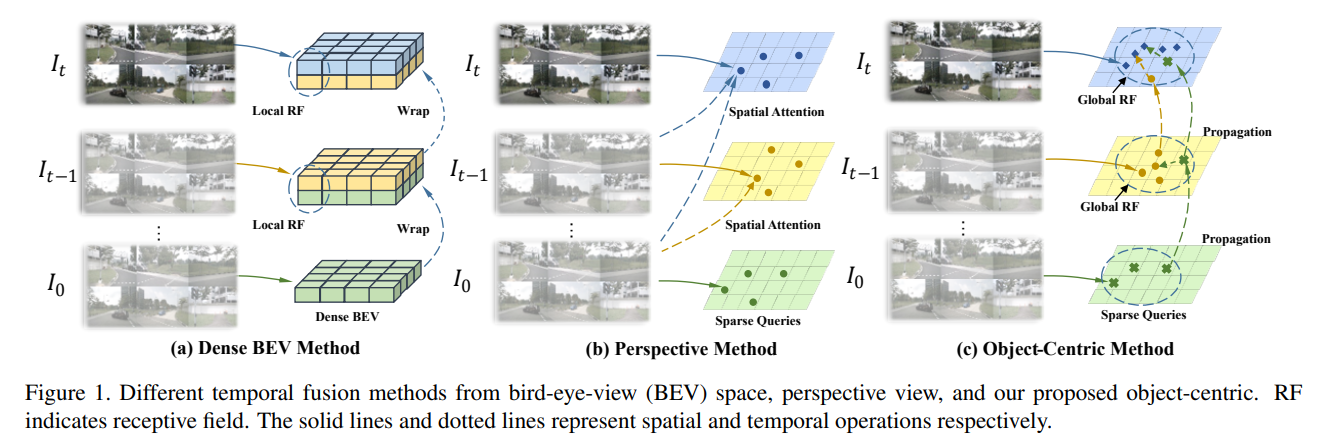 I_t
Local RF
Wrap
I_{t-1}
Local RF
Wrap
⋮
I_0
Dense BEV
(a) Dense BEV Method
I_t
Spatial Attention
I_{t-1}
Spatial Attention
⋮
I_0
Sparse Queries
(b) Perspective Method
I_t
Global RF
Propagation
I_{t-1}
Global RF
⋮
Propagation
I_0
Sparse Queries
(c) Object-Centric Method
Figure 1. Different temporal fusion methods from bird-eye-view (BEV) space, perspective view, and our proposed object-centric. RF
indicates receptive field. The solid lines and dotted lines represent spatial and temporal operations respectively.